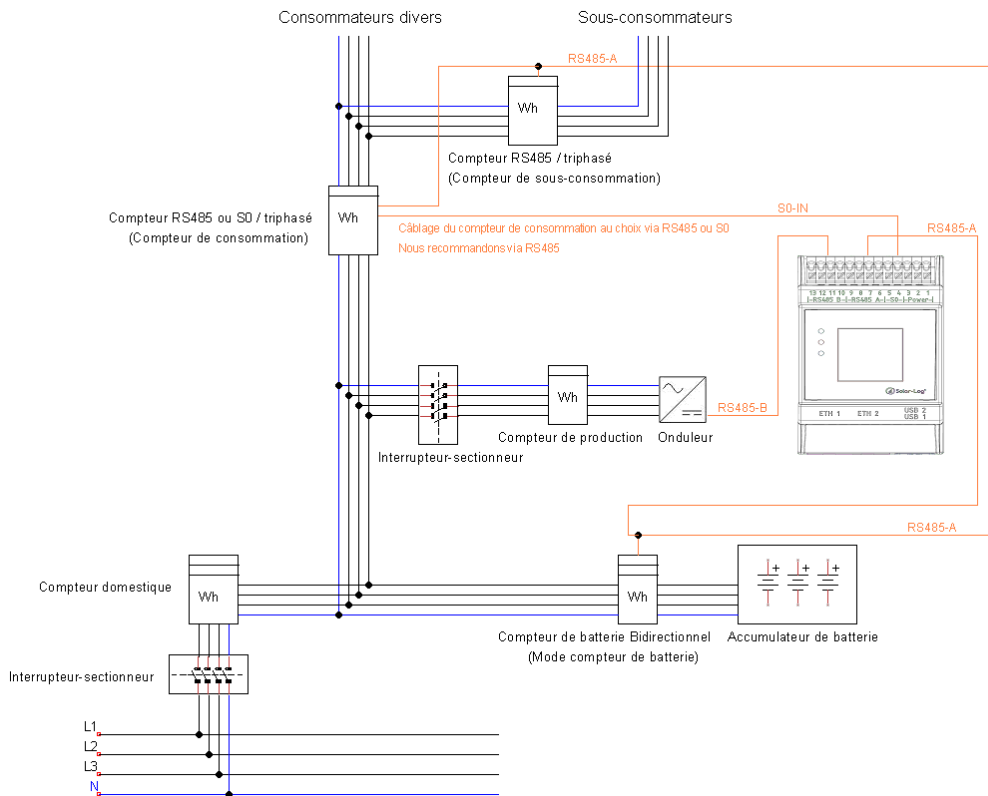 Consommateurs divers
Sous-consommateurs
RS485-A
Wh
Compteur RS485 / triphasé
(Compteur de sous-consommation)
Compteur RS485 ou S0 / triphasé
(Compteur de consommation)
Wh
S0-IN
Câblage du compteur de consommation au choix via RS485 ou S0
Nous recommandons via RS485
RS485-A
13 12 11 10 9 8 7 6 5 4 3 2 1
|-RS485 B-|-RS485 A-|-S0-|-Power-|
Solar-Log
ETH 1 ETH 2 USB 2
USB 1
Wh
RS485-B
Compteur de production
Onduleur
Interrupteur-sectionneur
RS485-A
Compteur domestique
Wh
Wh
+ + +
Compteur de batterie Bidirectionnel
(Mode compteur de batterie)
Accumulateur de batterie
Interrupteur-sectionneur
L1
L2
L3
N